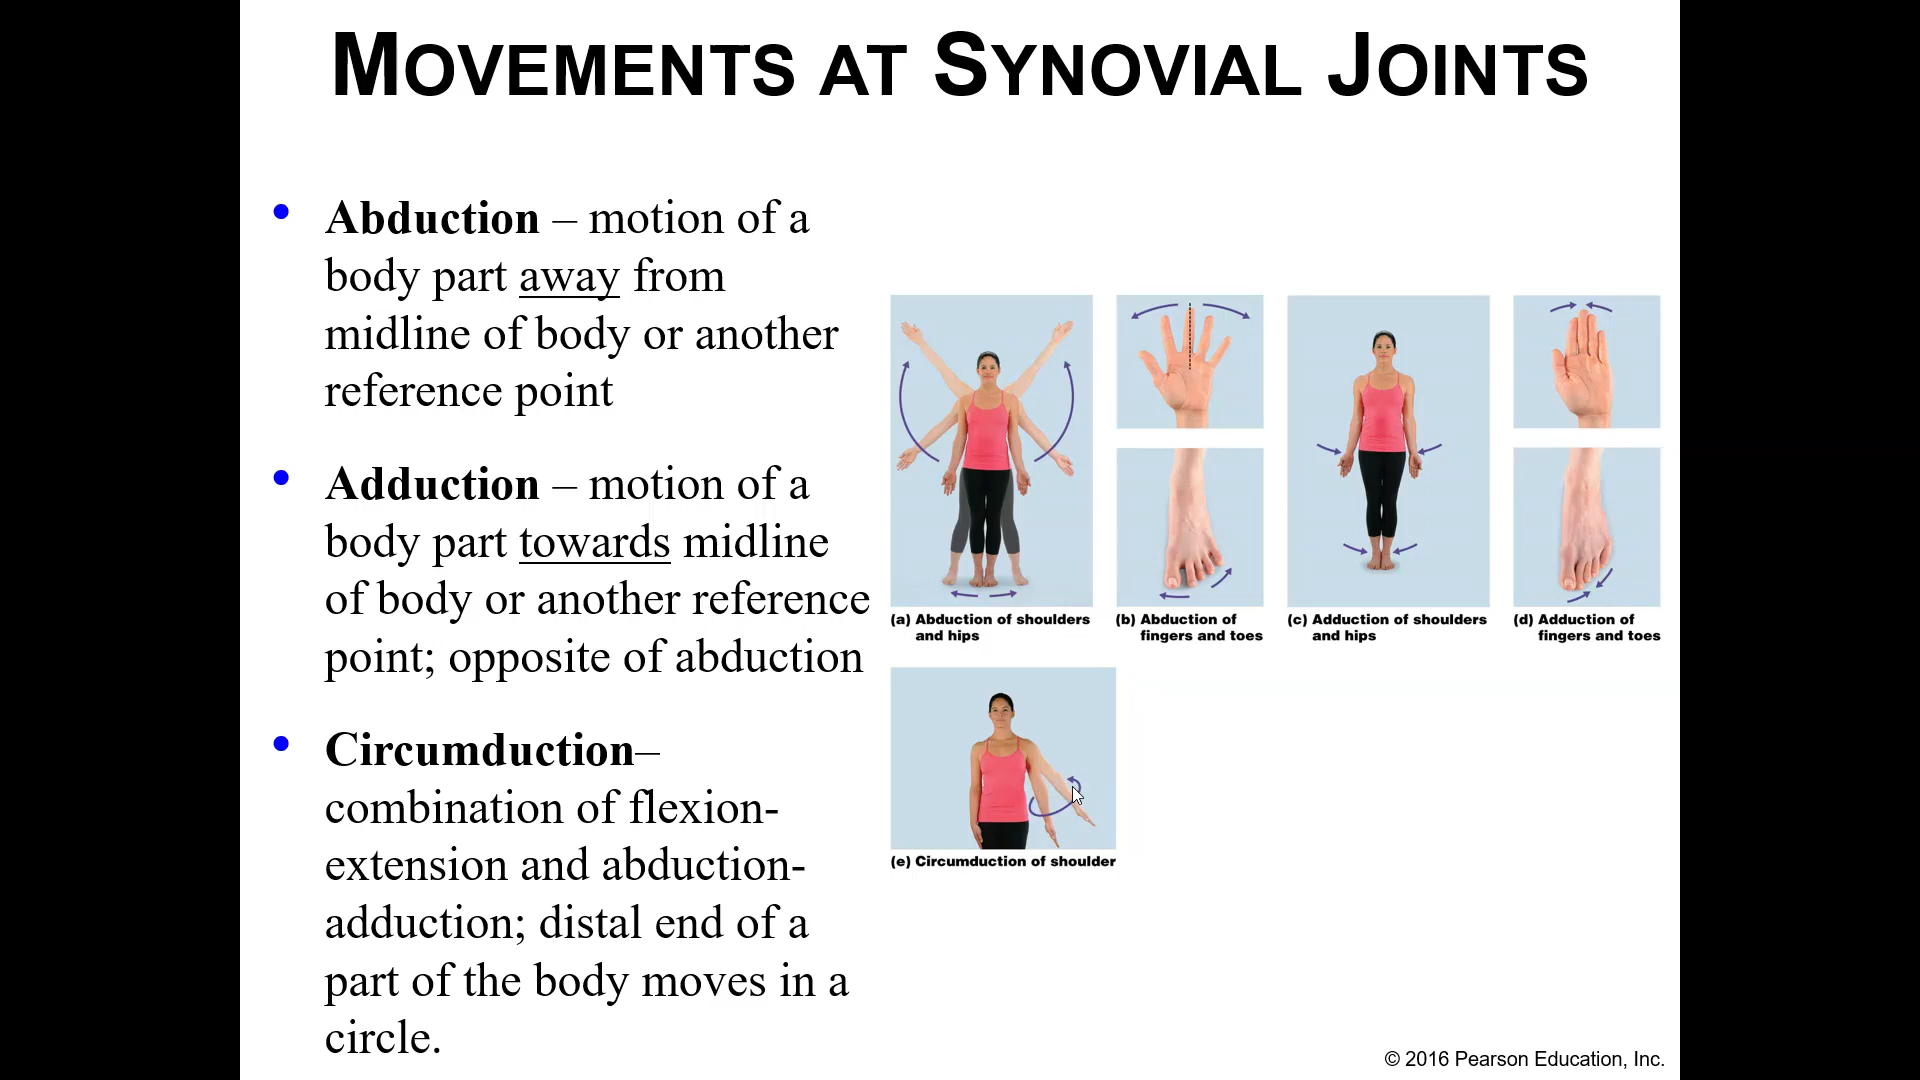 MOVEMENTS AT SYNOVIAL JOINTS
• Abduction – motion of a
body part away from
midline of body or another
reference point
• Adduction – motion of a
body part towards midline
of body or another reference
point; opposite of abduction
• Circumduction–
combination of flexion-
extension and abduction-
adduction; distal end of a
part of the body moves in a
circle.
(a) Abduction of shoulders
and hips
(b) Abduction of
fingers and toes
(c) Adduction of shoulders
and hips
(d) Adduction of
fingers and toes
(e) Circumduction of shoulder
© 2016 Pearson Education, Inc.